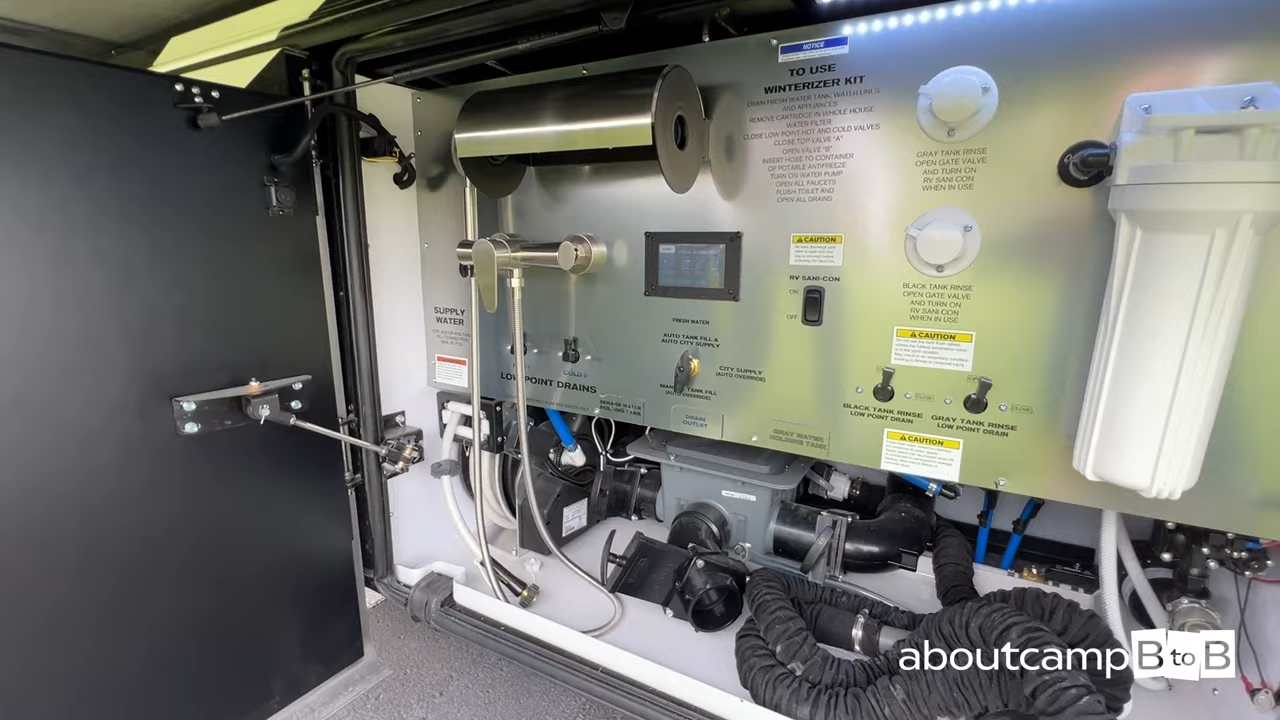 NOTICE
TO USE
WINTERIZER KIT
DRAIN FRESH WATER TANK, WATER LINES
AND APPLIANCES
REMOVE CARTRIDGE IN WHOLE HOUSE
WATER FILTER
CLOSE LOW POINT HOT AND COLD VALVES
CLOSE TOP VALVE "A"
OPEN VALVE "B"
INSERT HOSE TO CONTAINER
OF POTABLE ANTIFREEZE
TURN ON WATER PUMP
OPEN ALL FAUCETS
FLUSH TOILET AND
OPEN ALL DRAINS
GRAY TANK RINSE
OPEN GATE VALVE
AND TURN ON
RV SANI CON
WHEN IN USE
CAUTION
RV SANI-CON
ON
OFF
BLACK TANK RINSE
OPEN GATE VALVE
AND TURN ON
RV SANI CON
WHEN IN USE
CAUTION
SUPPLY
WATER
FRESH WATER
AUTO TANK FILL &
AUTO CITY SUPPLY
CITY SUPPLY
(AUTO OVERRIDE)
TANK FILL
(AUTO OVERRIDE)
COLD
LOW POINT DRAINS
HOLDING TANK
DRAIN
OUTLET
GRAY WATER
HOLDING TANK
BLACK TANK RINSE
LOW POINT DRAIN
GRAY TANK RINSE
LOW POINT DRAIN
CAUTION
aboutcampBtoB